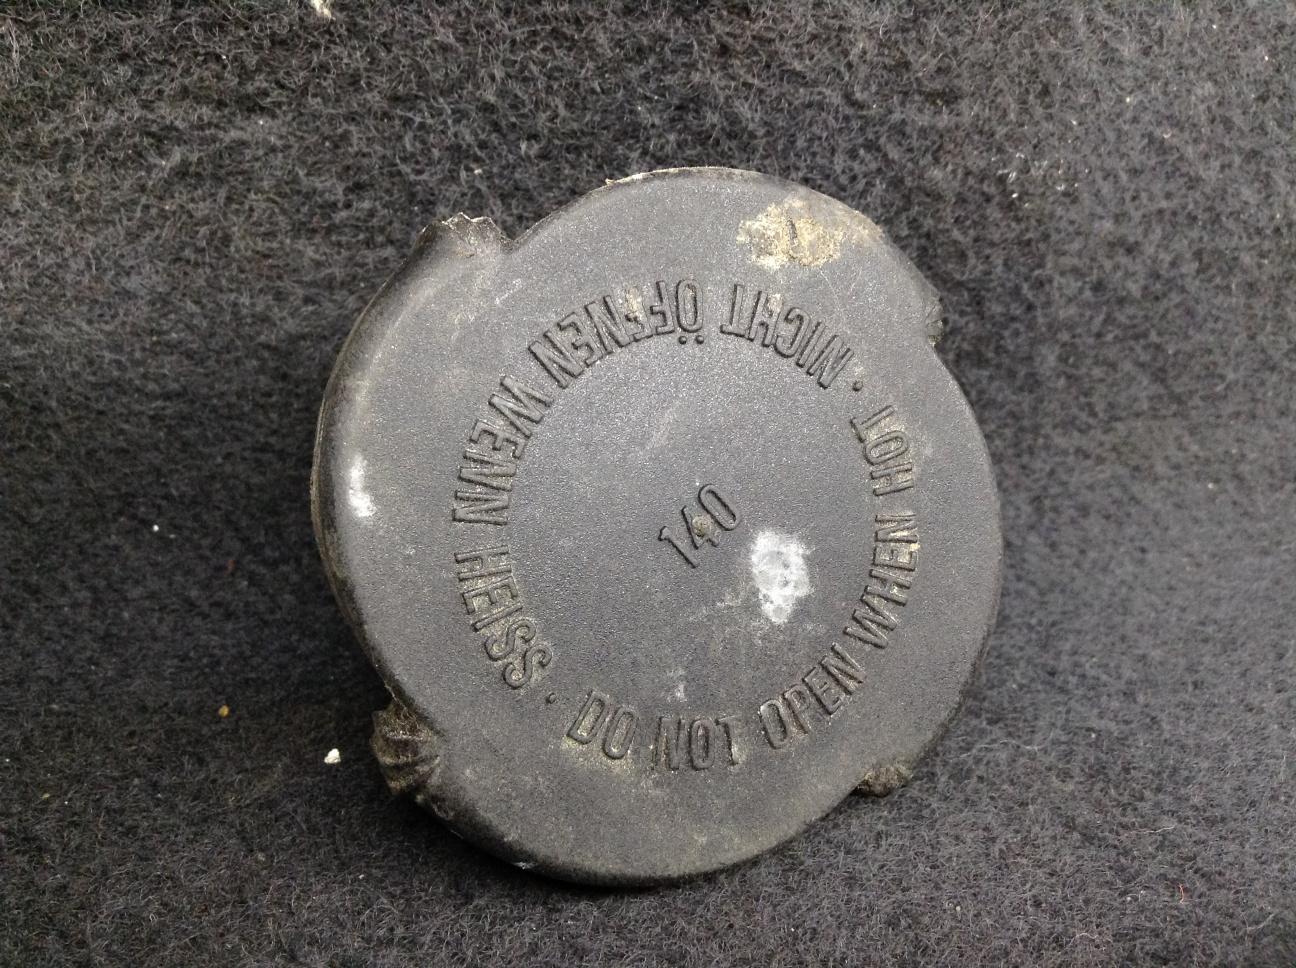 DO NOT OPEN WHEN HOT ·
NICHT ÖFFNEN WENN HEISS ·
140